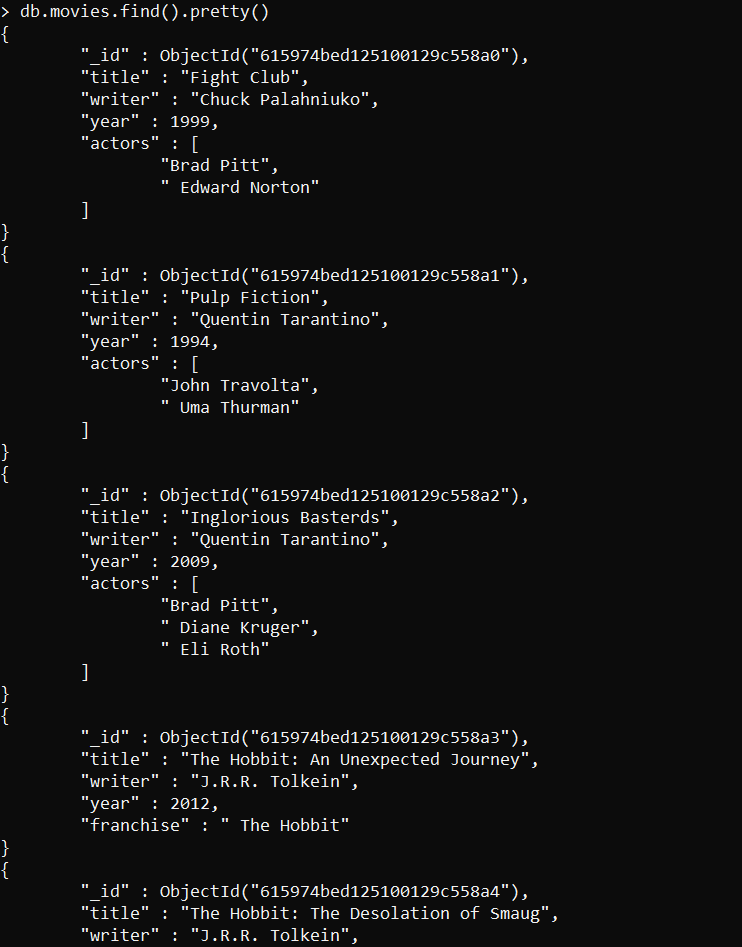 > db.movies.find().pretty()
{
        "_id" : ObjectId("615974bed125100129c558a0"),
        "title" : "Fight Club",
        "writer" : "Chuck Palahniuko",
        "year" : 1999,
        "actors" : [
                "Brad Pitt",
                " Edward Norton"
        ]
}
{
        "_id" : ObjectId("615974bed125100129c558a1"),
        "title" : "Pulp Fiction",
        "writer" : "Quentin Tarantino",
        "year" : 1994,
        "actors" : [
                "John Travolta",
                " Uma Thurman"
        ]
}
{
        "_id" : ObjectId("615974bed125100129c558a2"),
        "title" : "Inglorious Basterds",
        "writer" : "Quentin Tarantino",
        "year" : 2009,
        "actors" : [
                "Brad Pitt",
                " Diane Kruger",
                " Eli Roth"
        ]
}
{
        "_id" : ObjectId("615974bed125100129c558a3"),
        "title" : "The Hobbit: An Unexpected Journey",
        "writer" : "J.R.R. Tolkein",
        "year" : 2012,
        "franchise" : " The Hobbit"
}
{
        "_id" : ObjectId("615974bed125100129c558a4"),
        "title" : "The Hobbit: The Desolation of Smaug",
        "writer" : "J.R.R. Tolkein",